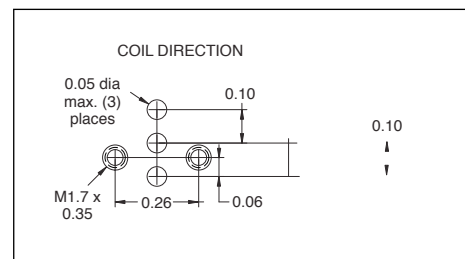 COIL DIRECTION
0.05 dia
max. (3)
places
0.10
0.10
M1.7 x
0.35
0.26
0.06